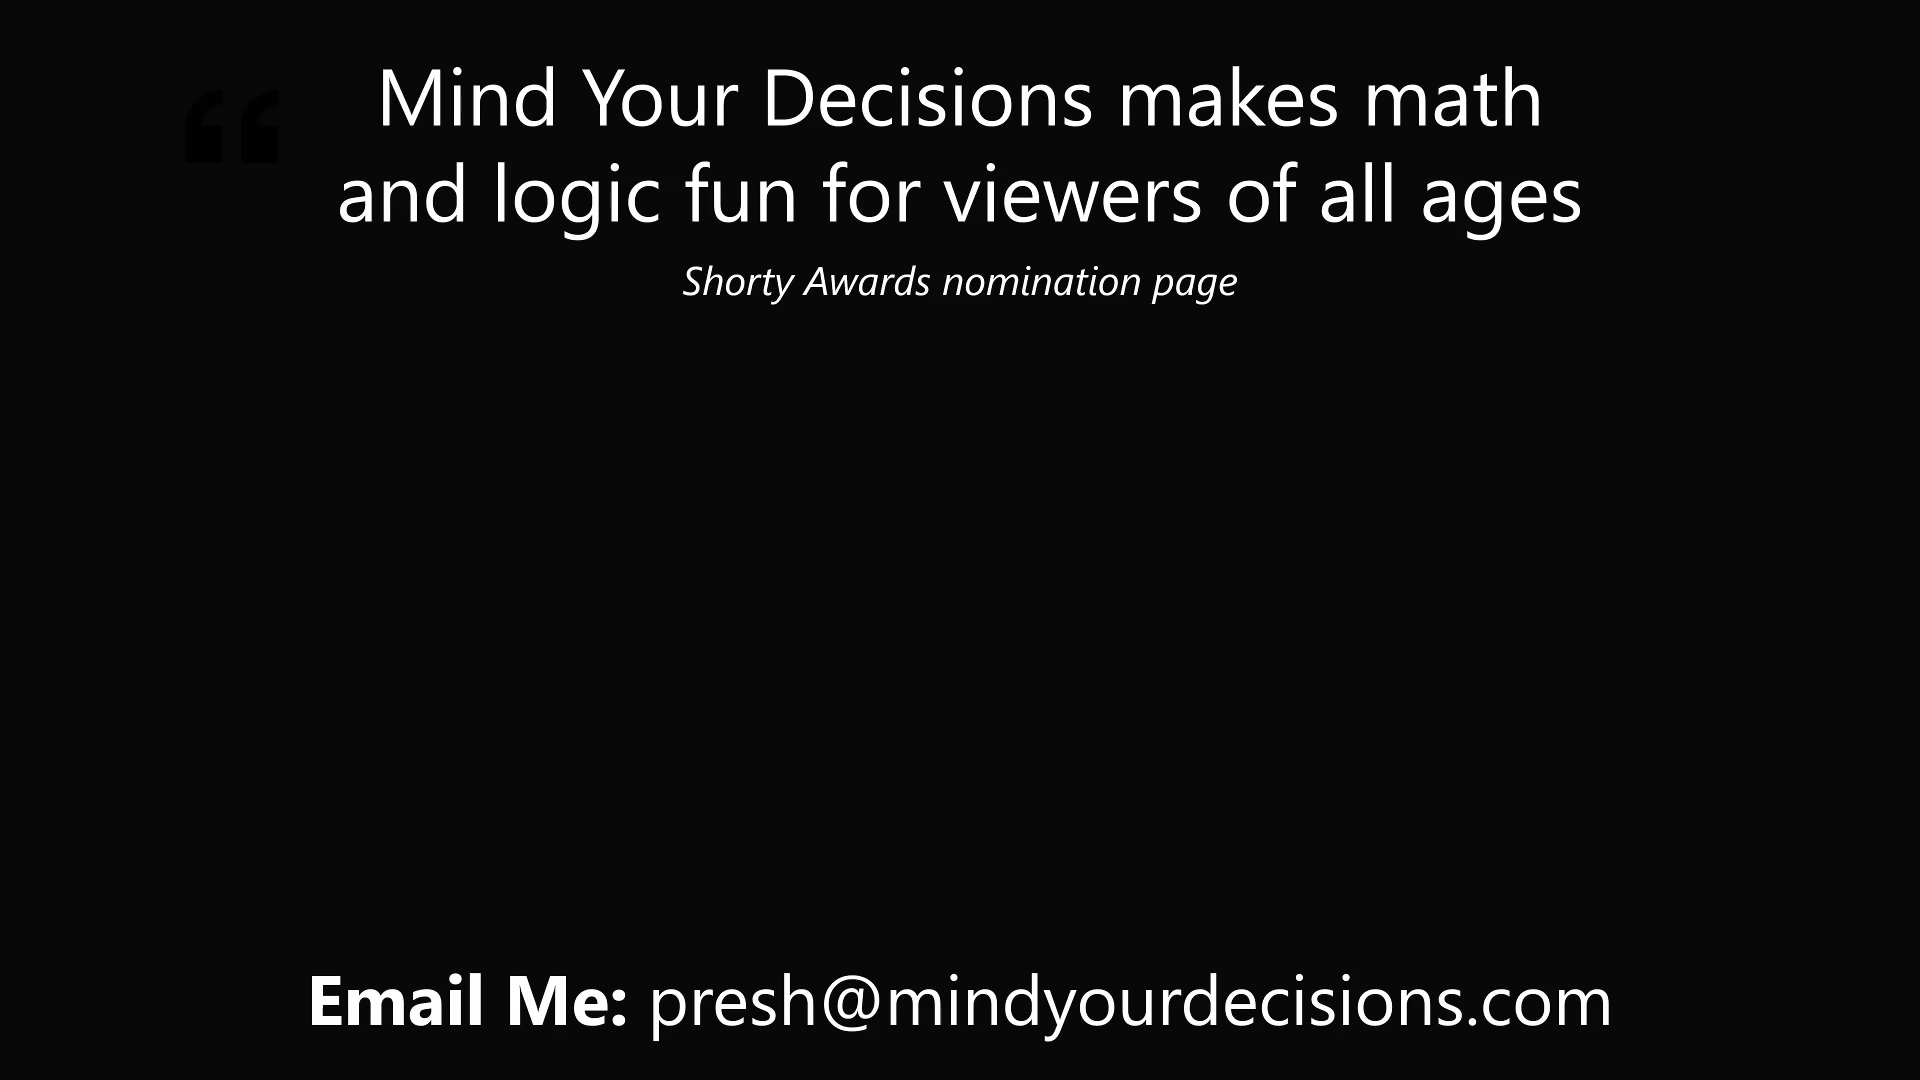 “
Mind Your Decisions makes math
and logic fun for viewers of all ages
Shorty Awards nomination page
Email Me: presh@mindyourdecisions.com